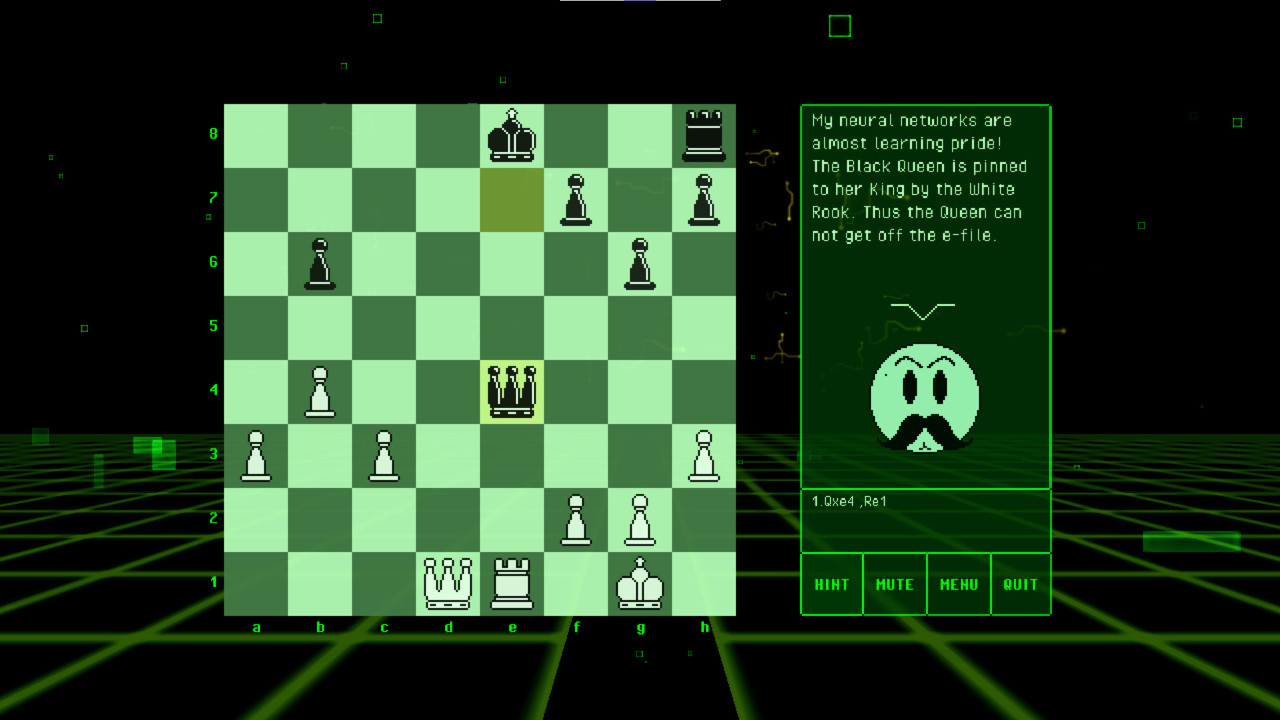 My neural networks are
almost learning pride!
The Black Queen is pinned
to her King by the White
Rook. Thus the Queen can
not get off the e-file.
8
7
6
5
4
3
2
1
a b c d e f g h
1.Qxe4 ,Re1
HINT MUTE MENU QUIT